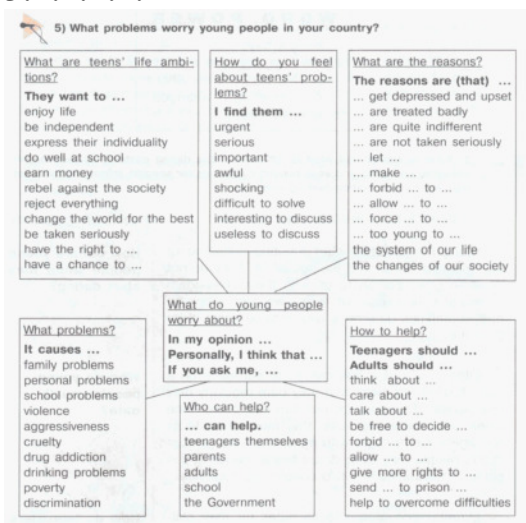 5) What problems worry young people in your country?
What are teens' life ambi-
tions?
They want to ...
enjoy life
be independent
express their individuality
do well at school
earn money
rebel against the society
reject everything
change the world for the best
be taken seriously
have the right to ...
have a chance to ...
How do you feel
about teens' prob-
lems?
I find them ...
urgent
serious
important
awful
shocking
difficult to solve
interesting to discuss
useless to discuss
What are the reasons?
The reasons are (that) ...
... get depressed and upset
... are treated badly
... are quite indifferent
... are not taken seriously
... let ...
... make ...
... forbid ... to ...
... allow ... to ...
... force ... to ...
... too young to ...
the system of our life
the changes of our society
What do young people
worry about?
In my opinion ...
Personally, I think that ...
If you ask me, ...
What problems?
It causes ...
family problems
personal problems
school problems
violence
aggressiveness
cruelty
drug addiction
drinking problems
poverty
discrimination
Who can help?
... can help.
teenagers themselves
parents
adults
school
the Government
How to help?
Teenagers should ...
Adults should ...
think about ...
care about ...
talk about ...
be free to decide ...
forbid ... to ...
allow ... to ...
give more rights to ...
send ... to prison ...
help to overcome difficulties